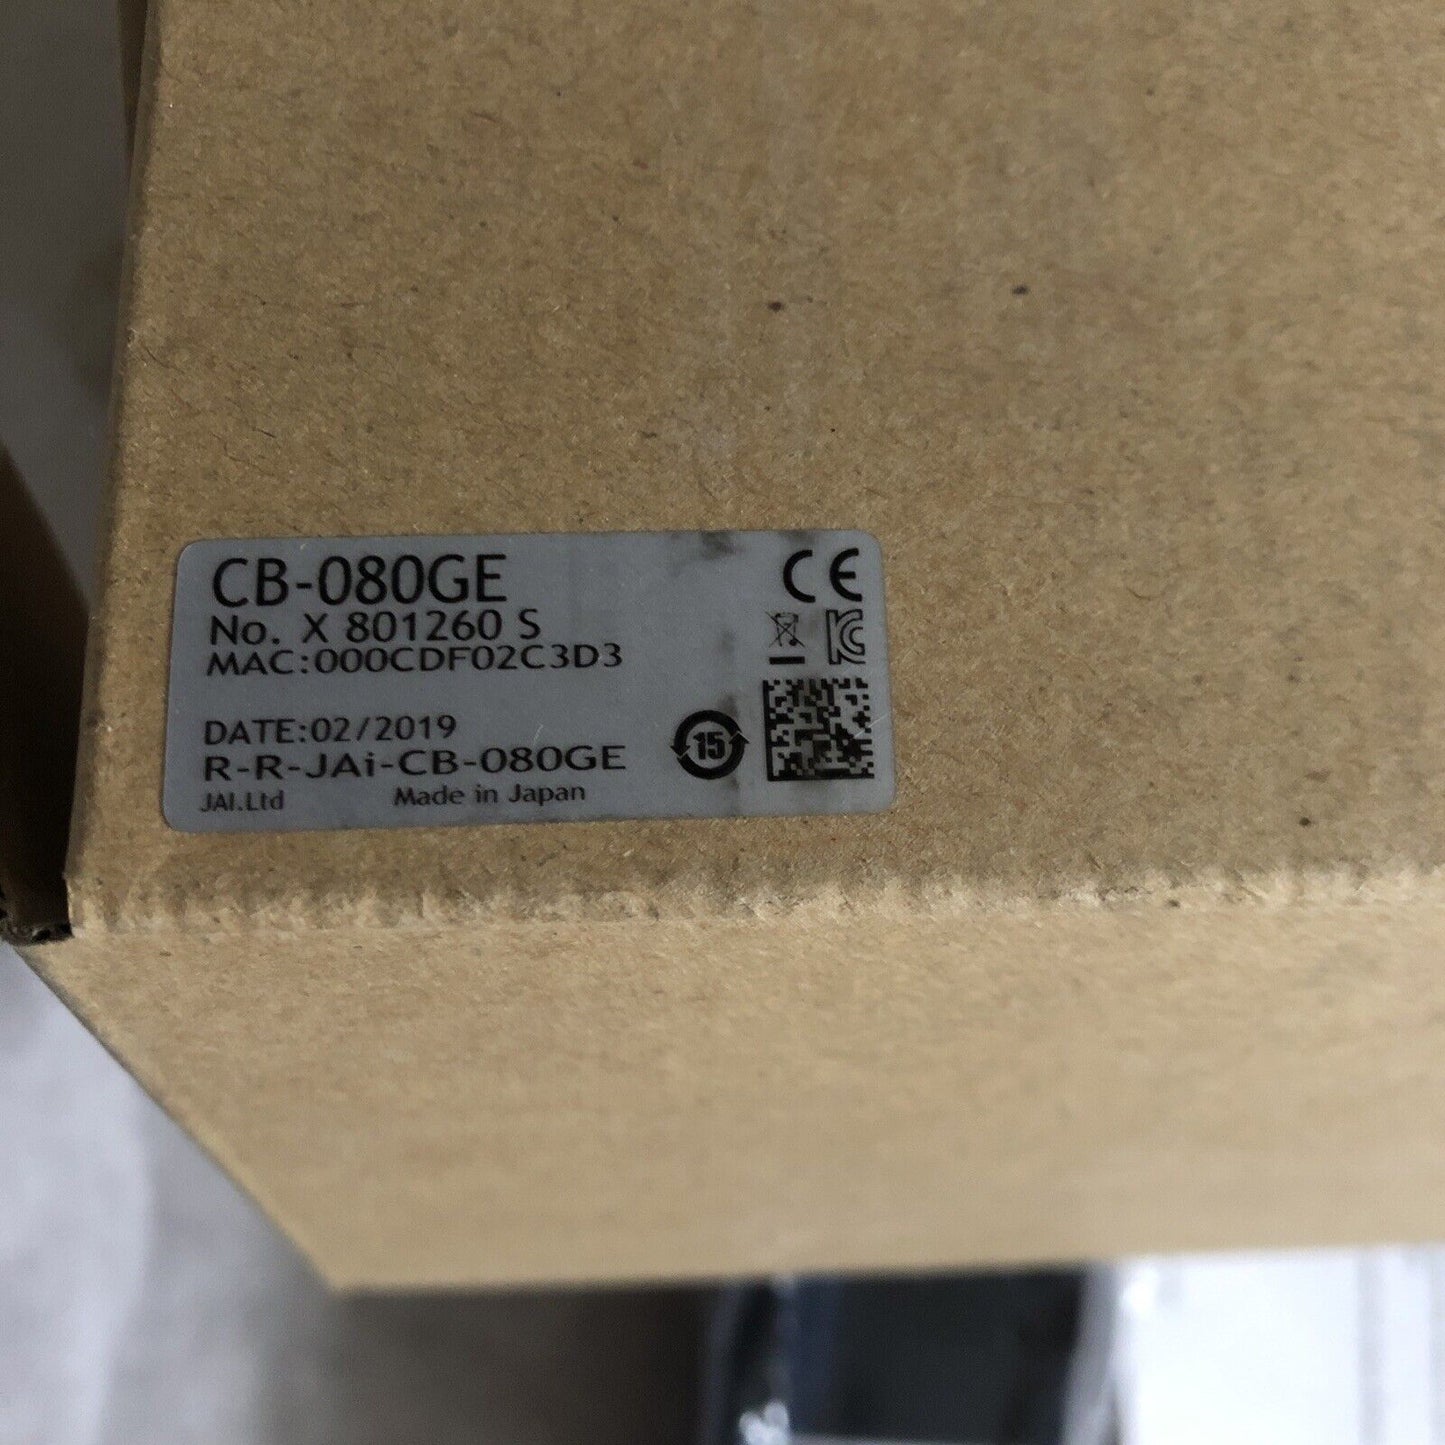 CB-080GE
No. X 801260 S
MAC:000CDF02C3D3
DATE:02/2019
R-R-JAi-CB-080GE
JAI.Ltd Made in Japan
CE
15